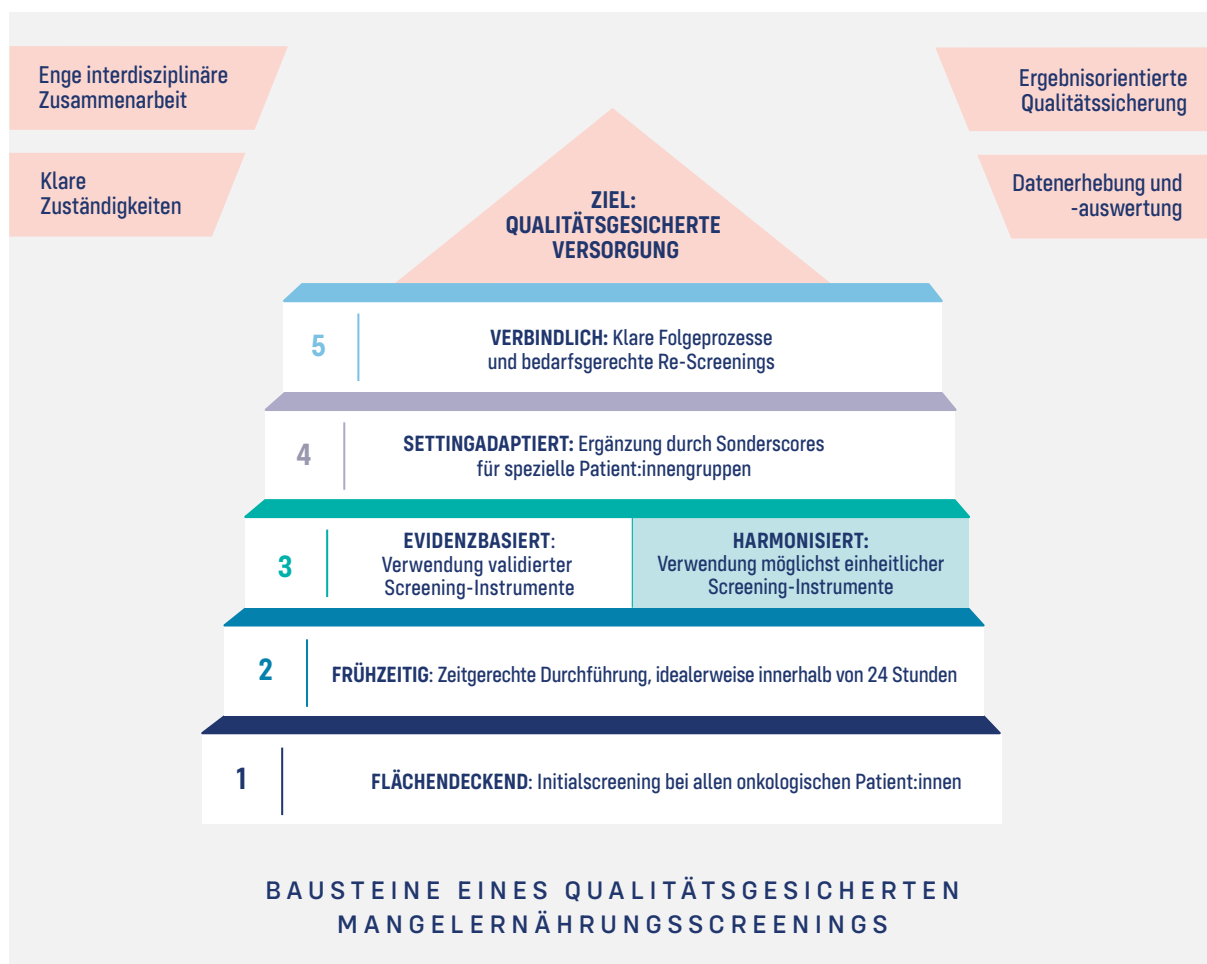 Enge interdisziplinäre
Zusammenarbeit
Klare
Zuständigkeiten
Ergebnisorientierte
Qualitätssicherung
Datenerhebung und
-auswertung
ZIEL:
QUALITÄTSGESICHERTE
VERSORGUNG
5
VERBINDLICH: Klare Folgeprozesse
und bedarfsgerechte Re-Screenings
4
SETTINGADAPTIERT: Ergänzung durch Sonderscores
für spezielle Patient:innengruppen
3
EVIDENZBASIERT:
Verwendung validierter
Screening-Instrumente
HARMONISIERT:
Verwendung möglichst einheitlicher
Screening-Instrumente
2
FRÜHZEITIG: Zeitgerechte Durchführung, idealerweise innerhalb von 24 Stunden
1
FLÄCHENDECKEND: Initialscreening bei allen onkologischen Patient:innen
BAUSTEINE EINES QUALITÄTSGESICHERTEN
MANGELERNÄHRUNGSSCREENINGS